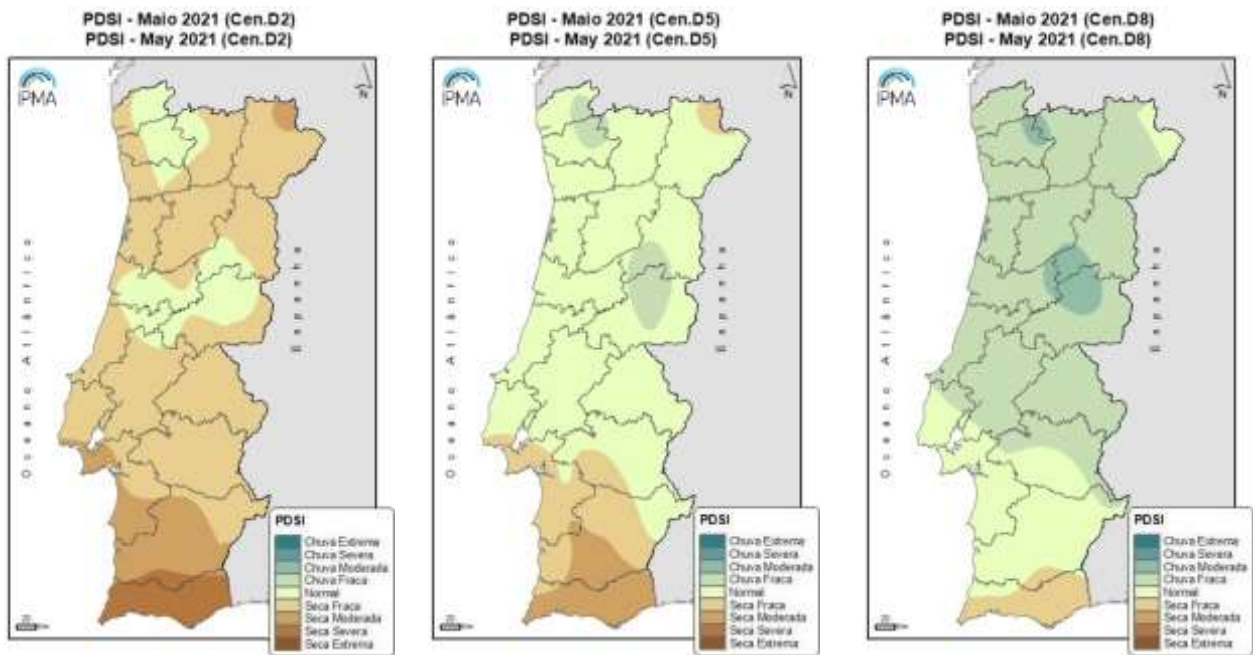 PDSI - Maio 2021 (Cen.D2)
PDSI - May 2021 (Cen.D2)
IPMA
N
Oceano Atlântico
Espanha
20
PDSI
Chuva Extrema
Chuva Severa
Chuva Moderada
Chuva Fraca
Normal
Seca Fraca
Seca Moderada
Seca Severa
Seca Extrema
PDSI - Maio 2021 (Cen.D5)
PDSI - May 2021 (Cen.D5)
IPMA
N
Oceano Atlântico
Espanha
20
PDSI
Chuva Extrema
Chuva Severa
Chuva Moderada
Chuva Fraca
Normal
Seca Fraca
Seca Moderada
Seca Severa
Seca Extrema
PDSI - Maio 2021 (Cen.D8)
PDSI - May 2021 (Cen.D8)
IPMA
N
Oceano Atlântico
Espanha
20
PDSI
Chuva Extrema
Chuva Severa
Chuva Moderada
Chuva Fraca
Normal
Seca Fraca
Seca Moderada
Seca Severa
Seca Extrema